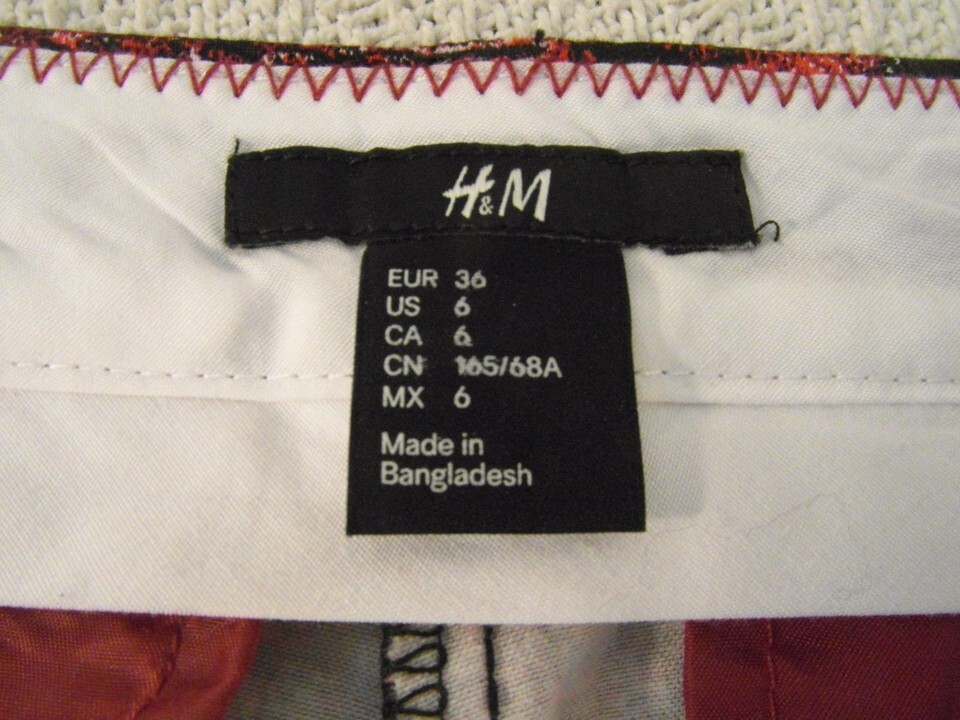 H&M
EUR 36
US 6
CA 6
CN 165/68A
MX 6
Made in
Bangladesh